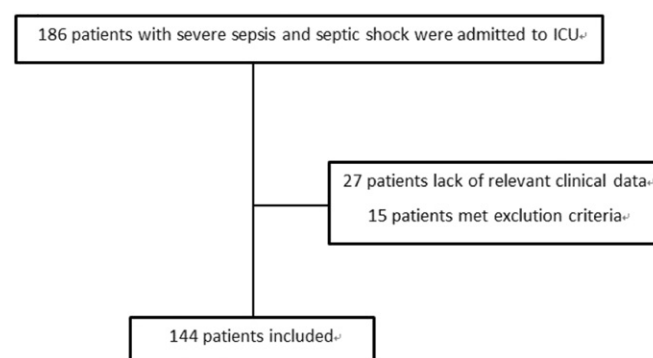 186 patients with severe sepsis and septic shock were admitted to ICU↵
27 patients lack of relevant clinical data↵
15 patients met exclution criteria↵
144 patients included↵